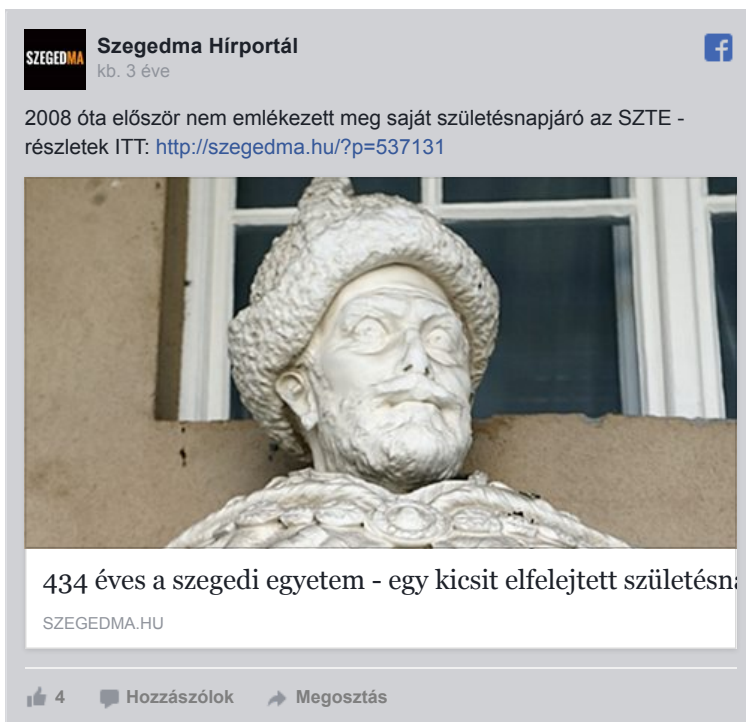 SZEGEDMA
Szegedma Hírportál
kb. 3 éve
2008 óta először nem emlékezett meg saját születésnapjáró az SZTE -
részletek ITT: http://szegedma.hu/?p=537131
434 éves a szegedi egyetem - egy kicsit elfelejtett születésna
SZEGEDMA.HU
4 Hozzászólok Megosztás